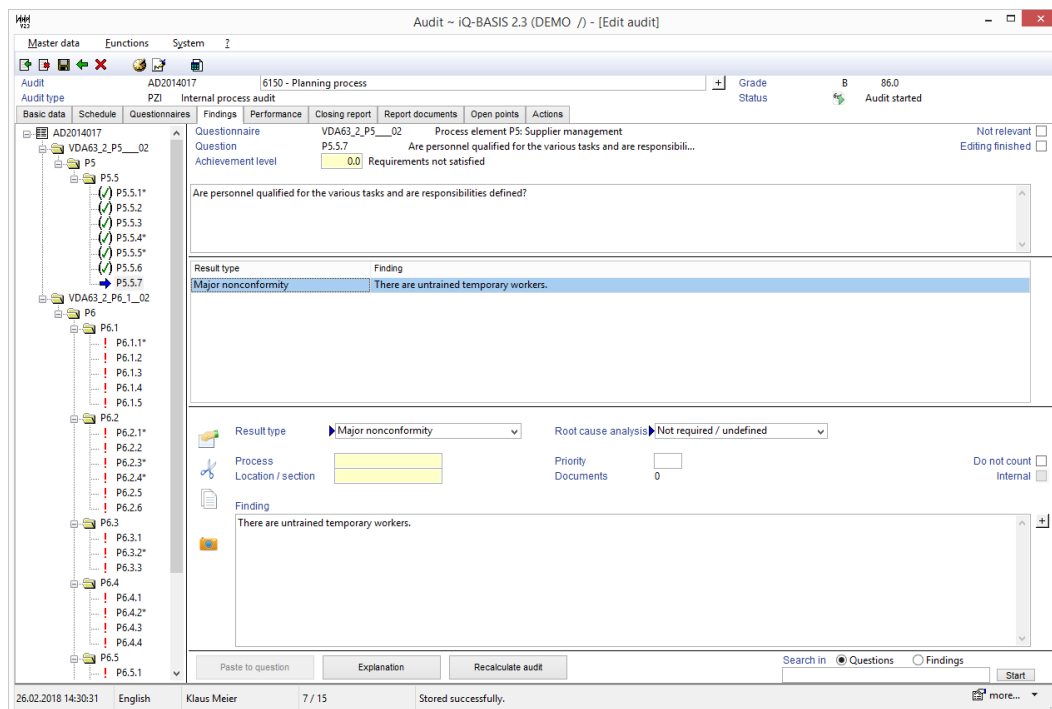 V23 Audit ~ iQ-BASIS 2.3 (DEMO /) - [Edit audit]
Master data Functions System ?
Audit AD2014017 6150 - Planning process + Grade B 86.0
Audit type PZI Internal process audit Status Audit started
Basic data Schedule Questionnaires Findings Performance Closing report Report documents Open points Actions
AD2014017
VDA63_2_P5___02
P5
P5.5
P5.5.1*
P5.5.2
P5.5.3
P5.5.4*
P5.5.5*
P5.5.6
P5.5.7
VDA63_2_P6_1__02
P6
P6.1
P6.1.1*
P6.1.2
P6.1.3
P6.1.4
P6.1.5
P6.2
P6.2.1*
P6.2.2
P6.2.3*
P6.2.4*
P6.2.5
P6.2.6
P6.3
P6.3.1
P6.3.2*
P6.3.3
P6.4
P6.4.1
P6.4.2*
P6.4.3
P6.4.4
P6.5
P6.5.1
Questionnaire VDA63_2_P5___02 Process element P5: Supplier management Not relevant
Question P5.5.7 Are personnel qualified for the various tasks and are responsibili... Editing finished
Achievement level 0.0 Requirements not satisfied
Are personnel qualified for the various tasks and are responsibilities defined?
Result type Finding
Major nonconformity There are untrained temporary workers.
Result type Major nonconformity Root cause analysis Not required / undefined
Process Priority Do not count
Location / section Documents 0 Internal
Finding
There are untrained temporary workers. +
Paste to question Explanation Recalculate audit Search in Questions Findings
Start
26.02.2018 14:30:31 English Klaus Meier 7 / 15 Stored successfully. more...